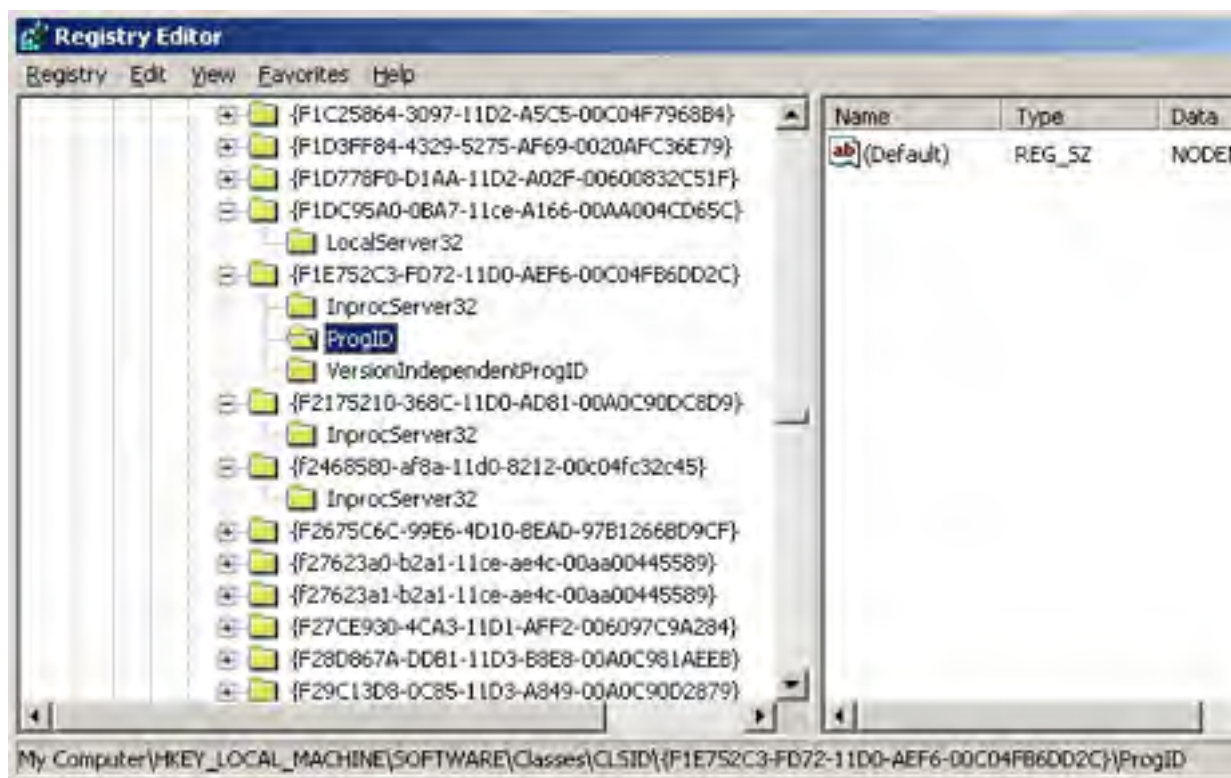 Registry Editor
Registry Edit View Favorites Help
{F1C25864-3097-11D2-A5C5-00C04F7968B4}
{F1D3FF84-4329-5275-AF69-0020AFC36E79}
{F1D778F0-D1AA-11D2-A02F-00600832C51F}
{F1DC95A0-0BA7-11ce-A166-00AA004CD65C}
LocalServer32
{F1E752C3-FD72-11D0-AEF6-00C04FB6DD2C}
InprocServer32
ProgID
VersionIndependentProgID
{F2175210-368C-11D0-AD81-00A0C90DC8D9}
InprocServer32
{f2468580-af8a-11d0-8212-00c04fc32c45}
InprocServer32
{F2675C6C-99E6-4D10-8EAD-97B12668D9CF}
{f27623a0-b2a1-11ce-ae4c-00aa00445589}
{f27623a1-b2a1-11ce-ae4c-00aa00445589}
{F27CE930-4CA3-11D1-AFF2-006097C9A284}
{F28D867A-DDB1-11D3-B8E8-00A0C981AEEB}
{F29C13D8-0C85-11D3-A849-00A0C90D2879}
Name Type Data
ab (Default) REG_SZ NODE
My Computer\HKEY_LOCAL_MACHINE\SOFTWARE\Classes\CLSID\{F1E752C3-FD72-11D0-AEF6-00C04FB6DD2C}\ProgID